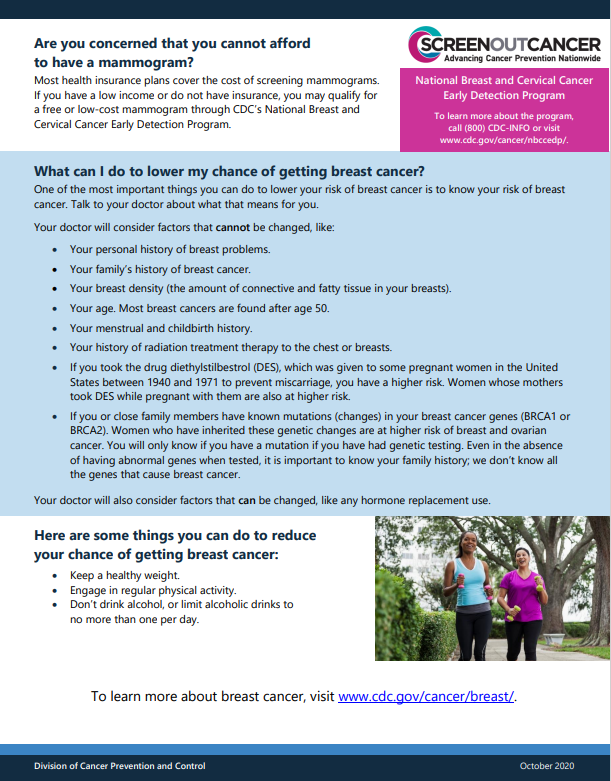 Are you concerned that you cannot afford
to have a mammogram?
Most health insurance plans cover the cost of screening mammograms.
If you have a low income or do not have insurance, you may qualify for
a free or low-cost mammogram through CDC's National Breast and
Cervical Cancer Early Detection Program.
SCREENOUTCANCER
Advancing Cancer Prevention Nationwide
National Breast and Cervical Cancer
Early Detection Program
To learn more about the program,
call (800) CDC-INFO or visit
www.cdc.gov/cancer/nbccedp/.
What can I do to lower my chance of getting breast cancer?
One of the most important things you can do to lower your risk of breast cancer is to know your risk of breast
cancer. Talk to your doctor about what that means for you.
Your doctor will consider factors that cannot be changed, like:
• Your personal history of breast problems.
• Your family's history of breast cancer.
• Your breast density (the amount of connective and fatty tissue in your breasts).
• Your age. Most breast cancers are found after age 50.
• Your menstrual and childbirth history.
• Your history of radiation treatment therapy to the chest or breasts.
• If you took the drug diethylstilbestrol (DES), which was given to some pregnant women in the United
States between 1940 and 1971 to prevent miscarriage, you have a higher risk. Women whose mothers
took DES while pregnant with them are also at higher risk.
• If you or close family members have known mutations (changes) in your breast cancer genes (BRCA1 or
BRCA2). Women who have inherited these genetic changes are at higher risk of breast and ovarian
cancer. You will only know if you have a mutation if you have had genetic testing. Even in the absence
of having abnormal genes when tested, it is important to know your family history; we don't know all
the genes that cause breast cancer.
Your doctor will also consider factors that can be changed, like any hormone replacement use.
Here are some things you can do to reduce
your chance of getting breast cancer:
• Keep a healthy weight.
• Engage in regular physical activity.
• Don't drink alcohol, or limit alcoholic drinks to
no more than one per day.
To learn more about breast cancer, visit www.cdc.gov/cancer/breast/.
Division of Cancer Prevention and Control
October 2020